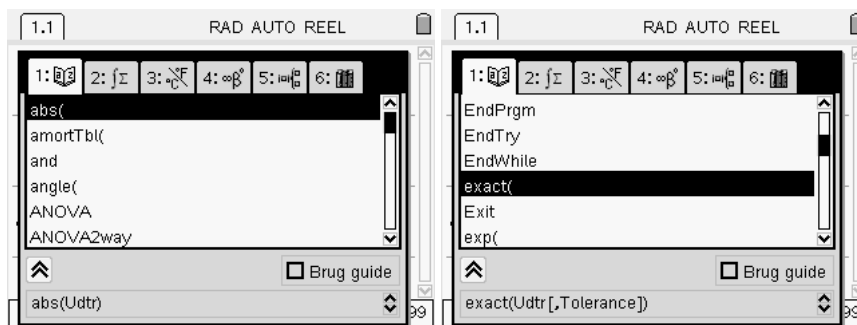 1.1 RAD AUTO REEL
1: 2: ∫Σ 3: °C°F 4: ∞β° 5: 6:
abs(
amortTbl(
and
angle(
ANOVA
ANOVA2way
Brug guide
abs(Udtr)
99
1.1 RAD AUTO REEL
1: 2: ∫Σ 3: °C°F 4: ∞β° 5: 6:
EndPrgm
EndTry
EndWhile
exact(
Exit
exp(
Brug guide
exact(Udtr[,Tolerance])
99